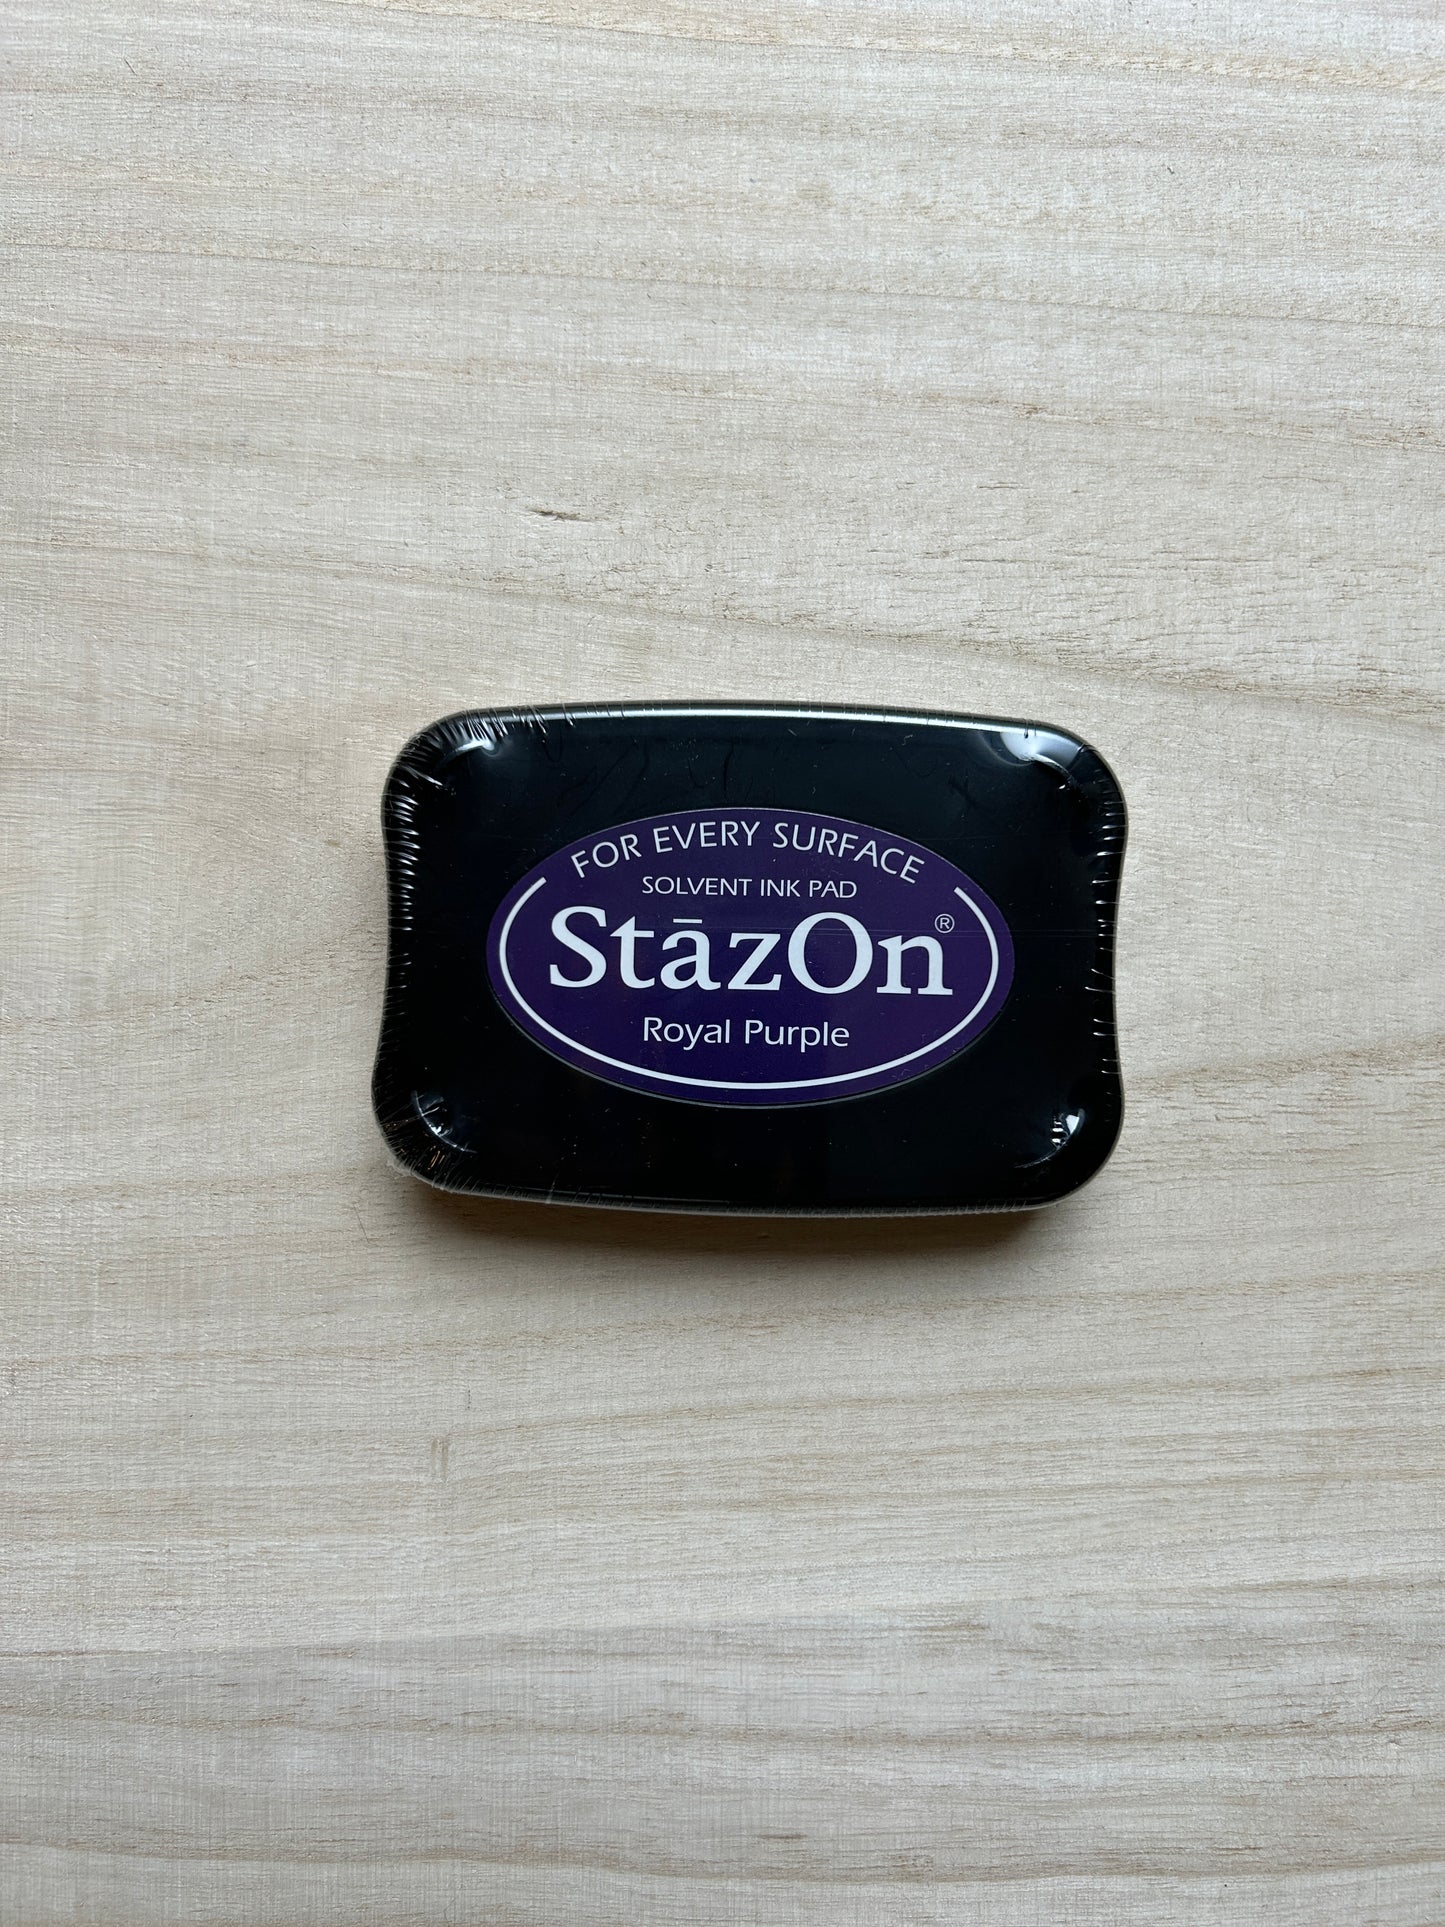 FOR EVERY SURFACE
SOLVENT INK PAD
StāzOn®
Royal Purple